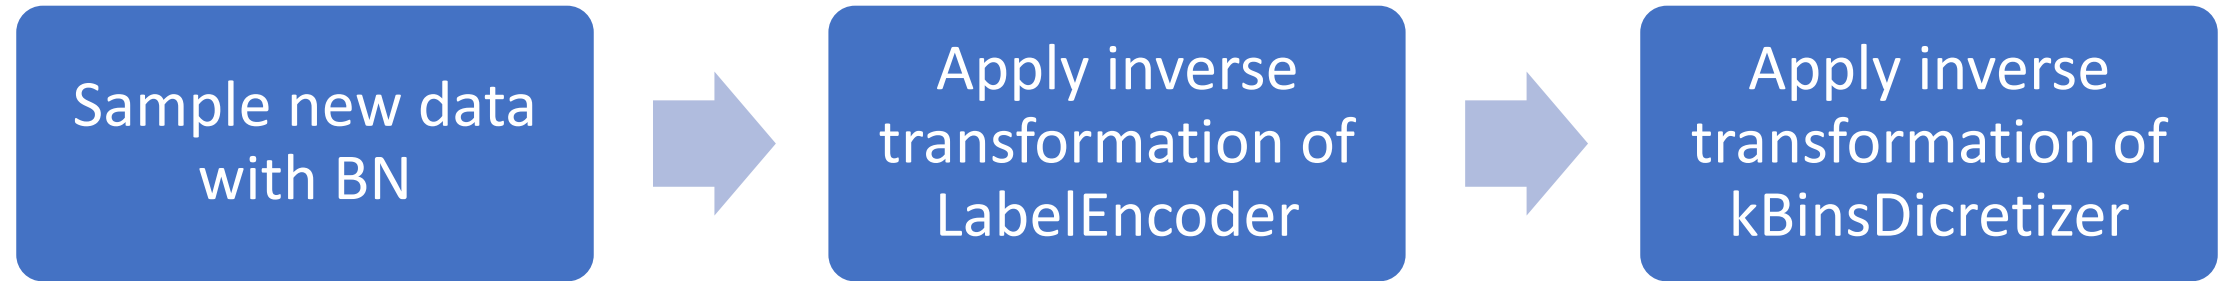 Sample new data
with BN
Apply inverse
transformation of
LabelEncoder
Apply inverse
transformation of
kBinsDicretizer